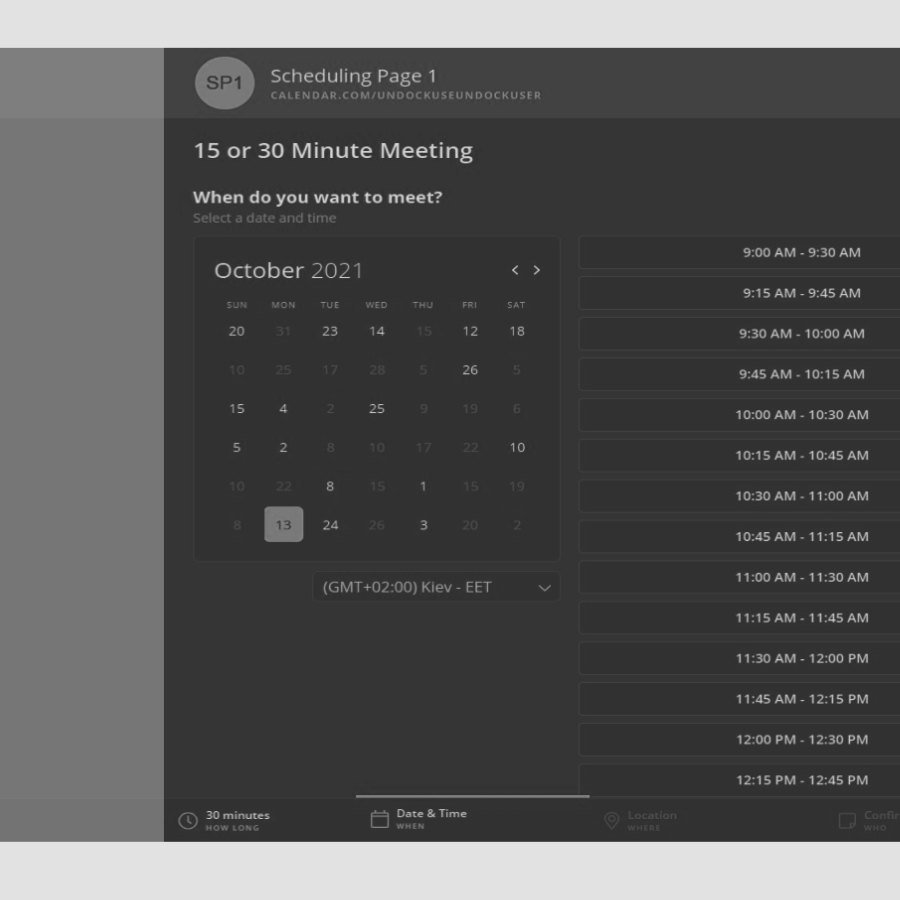 SP1
Scheduling Page 1
CALENDAR.COM/UNDOCKUSEUNDOCKUSER
15 or 30 Minute Meeting
When do you want to meet?
Select a date and time
October 2021 < >
SUN MON TUE WED THU FRI SAT
20 31 23 14 15 12 18
10 25 17 28 5 26 5
15 4 2 25 9 19 6
5 2 8 10 17 22 10
10 22 8 15 1 15 19
8 13 24 26 3 20 2
(GMT+02:00) Kiev - EET
9:00 AM - 9:30 AM
9:15 AM - 9:45 AM
9:30 AM - 10:00 AM
9:45 AM - 10:15 AM
10:00 AM - 10:30 AM
10:15 AM - 10:45 AM
10:30 AM - 11:00 AM
10:45 AM - 11:15 AM
11:00 AM - 11:30 AM
11:15 AM - 11:45 AM
11:30 AM - 12:00 PM
11:45 AM - 12:15 PM
12:00 PM - 12:30 PM
12:15 PM - 12:45 PM
30 minutes
HOW LONG
Date & Time
WHEN
Location
WHERE
Confir
WHO